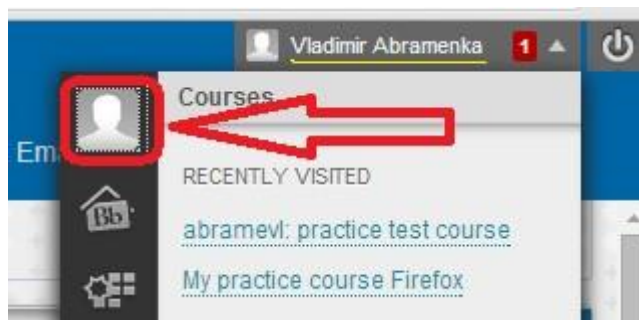 Vladimir Abramenka 1
Courses
Em
RECENTLY VISITED
Bb
abramevl: practice test course
My practice course Firefox